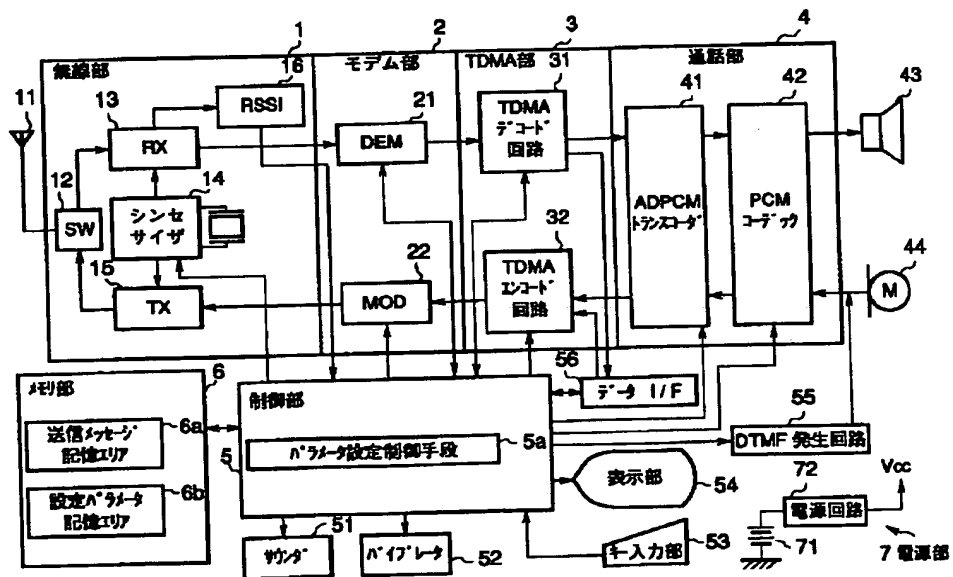 1
2
3
4
無線部
モデム部
TDMA部
通話部
11
13
16
RSSI
21
31
41
42
43
RX
DEM
TDMA
デコード
回路
12
14
SW
シンセ
サイザ
ADPCM
トランスコーダ
PCM
コーデック
15
22
32
44
TX
MOD
TDMA
エンコード
回路
M
6
メモリ部
制御部
56
データ I/F
6a
送信メッセージ
記憶エリア
パラメータ設定制御手段
5a
55
DTMF 発生回路
5
6b
設定パラメータ
記憶エリア
表示部
54
72
Vcc
電源回路
51
サウンダ
バイブレータ
52
キー入力部
53
71
7 電源部